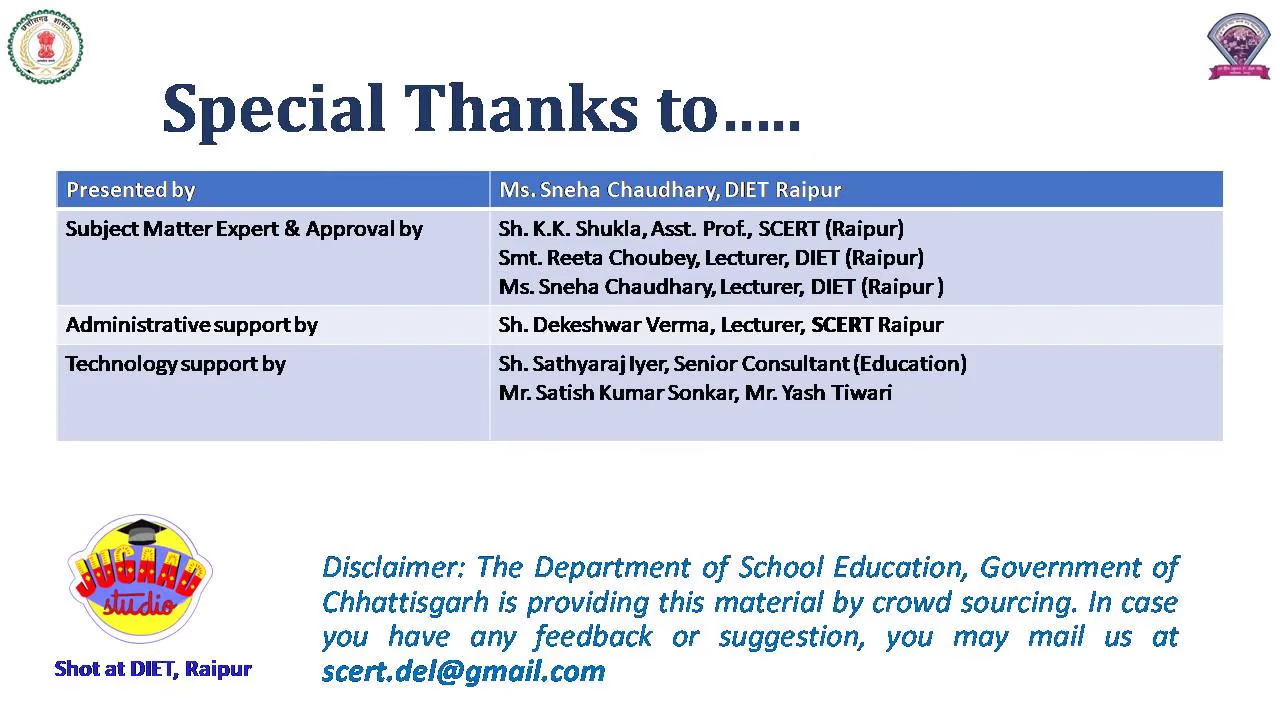 छत्तीसगढ़ शासन
Special Thanks to.....
Presented by
Ms. Sneha Chaudhary, DIET Raipur
Subject Matter Expert & Approval by
Sh. K.K. Shukla, Asst. Prof., SCERT (Raipur)
Smt. Reeta Choubey, Lecturer, DIET (Raipur)
Ms. Sneha Chaudhary, Lecturer, DIET (Raipur )
Administrative support by
Sh. Dekeshwar Verma, Lecturer, SCERT Raipur
Technology support by
Sh. Sathyaraj Iyer, Senior Consultant (Education)
Mr. Satish Kumar Sonkar, Mr. Yash Tiwari
JUGAAD
studio
Shot at DIET, Raipur
Disclaimer: The Department of School Education, Government of
Chhattisgarh is providing this material by crowd sourcing. In case
you have any feedback or suggestion, you may mail us at
scert.del@gmail.com